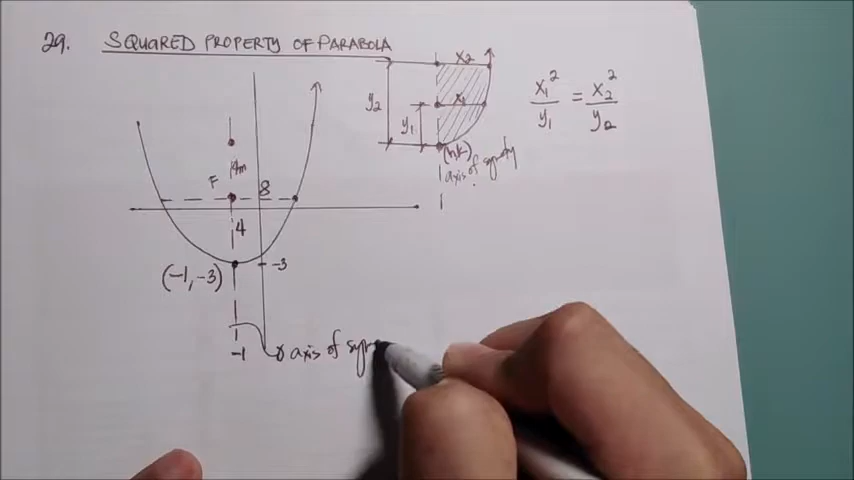 29. SQUARED PROPERTY OF PARABOLA
x2
y2
x1
y1
(h,k)
axis of symtry
x1² / y1 = x2² / y2
4m
F
8
4
(-1,-3)
-3
-1
axis of sym